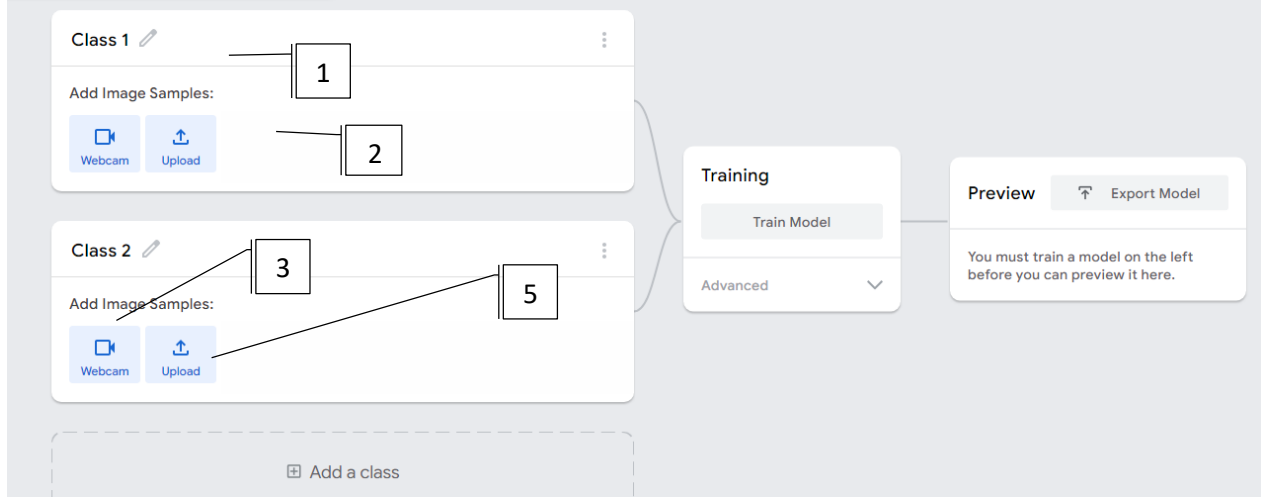 Class 1
1
Add Image Samples:
Webcam Upload
2
Class 2
3
5
Add Image Samples:
Webcam Upload
Add a class
Training
Train Model
Advanced
Preview
Export Model
You must train a model on the left
before you can preview it here.